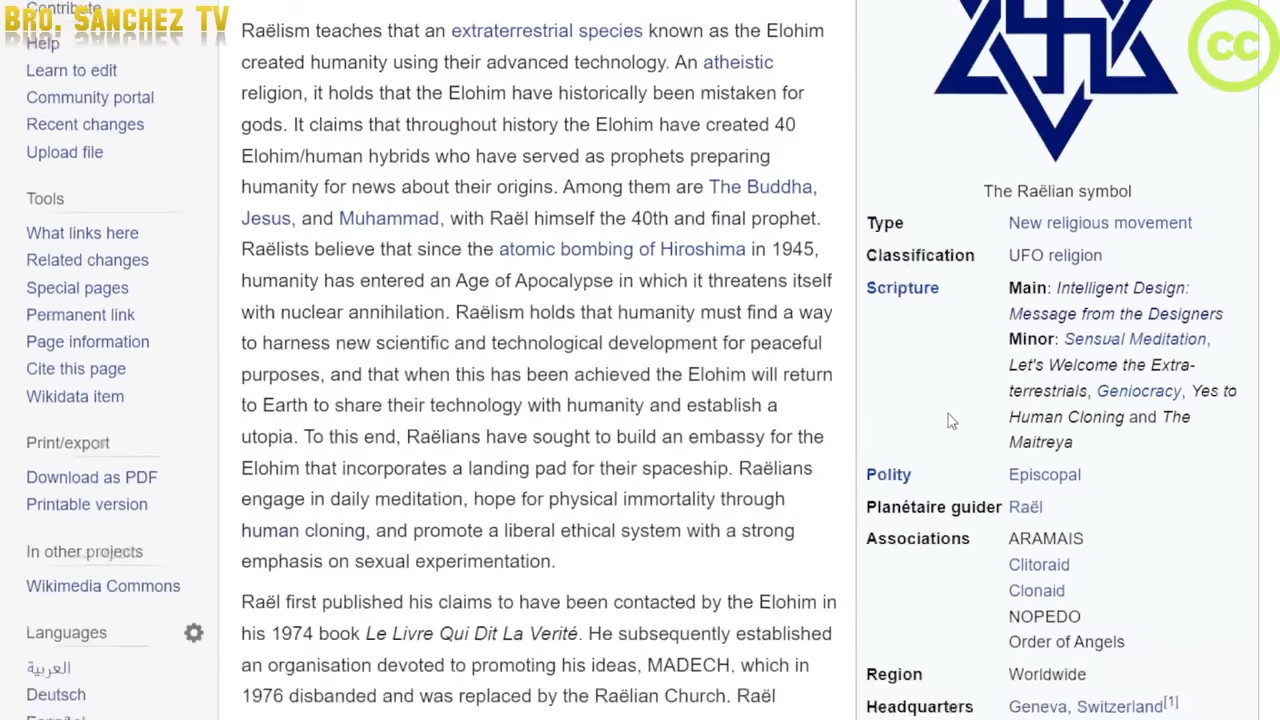 Contribute
BRO. SANCHEZ TV
Help
Learn to edit
Community portal
Recent changes
Upload file
Tools
What links here
Related changes
Special pages
Permanent link
Page information
Cite this page
Wikidata item
Print/export
Download as PDF
Printable version
In other projects
Wikimedia Commons
Languages
العربية
Deutsch
Raëlism teaches that an extraterrestrial species known as the Elohim
created humanity using their advanced technology. An atheistic
religion, it holds that the Elohim have historically been mistaken for
gods. It claims that throughout history the Elohim have created 40
Elohim/human hybrids who have served as prophets preparing
humanity for news about their origins. Among them are The Buddha,
Jesus, and Muhammad, with Raël himself the 40th and final prophet.
Raëlists believe that since the atomic bombing of Hiroshima in 1945,
humanity has entered an Age of Apocalypse in which it threatens itself
with nuclear annihilation. Raëlism holds that humanity must find a way
to harness new scientific and technological development for peaceful
purposes, and that when this has been achieved the Elohim will return
to Earth to share their technology with humanity and establish a
utopia. To this end, Raëlians have sought to build an embassy for the
Elohim that incorporates a landing pad for their spaceship. Raëlians
engage in daily meditation, hope for physical immortality through
human cloning, and promote a liberal ethical system with a strong
emphasis on sexual experimentation.
Raël first published his claims to have been contacted by the Elohim in
his 1974 book Le Livre Qui Dit La Verité. He subsequently established
an organisation devoted to promoting his ideas, MADECH, which in
1976 disbanded and was replaced by the Raëlian Church. Raël
cc
The Raëlian symbol
Type New religious movement
Classification UFO religion
Scripture Main: Intelligent Design:
Message from the Designers
Minor: Sensual Meditation,
Let's Welcome the Extra-
terrestrials, Geniocracy, Yes to
Human Cloning and The
Maitreya
Polity Episcopal
Planétaire guider Raël
Associations ARAMAIS
Clitoraid
Clonaid
NOPEDO
Order of Angels
Region Worldwide
Headquarters Geneva, Switzerland[1]